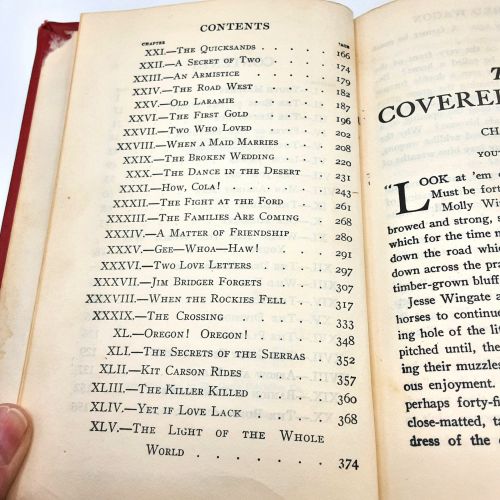 CONTENTS
CHAPTER PAGE
XXI.—The Quicksands . . . . . . 166
XXII.—A Secret of Two . . . . . 174
XXIII.—An Armistice . . . . . . 179
XXIV.—The Road West . . . . . . 182
XXV.—Old Laramie . . . . . . 187
XXVI.—The First Gold . . . . . 196
XXVII.—Two Who Loved . . . . . 202
XXVIII.—When a Maid Marries . . . . 208
XXIX.—The Broken Wedding . . . . 220
XXX.—The Dance in the Desert . . . 231
XXXI.—How, Cola! . . . . . . 243
XXXII.—The Fight at the Ford . . . 261
XXXIII.—The Families Are Coming . . . 268
XXXIV.—A Matter of Friendship . . . 280
XXXV.—Gee—Whoa—Haw! . . . . . 291
XXXVI.—Two Love Letters . . . . . 297
XXXVII.—Jim Bridger Forgets . . . . 307
XXXVIII.—When the Rockies Fell . . . 317
XXXIX.—The Crossing . . . . . . 333
XL.—Oregon! Oregon! . . . . . 348
XLI.—The Secrets of the Sierras . . 352
XLII.—Kit Carson Rides . . . . . 357
XLIII.—The Killer Killed . . . . . 360
XLIV.—Yet if Love Lack . . . . . 368
XLV.—The Light of the Whole
World . . . . . . . 374
COVERED
"LOOK at 'em
Must be for
Molly Win
browed and strong, s
which for the time
down the road which
down across the pra
timber-grown bluff
Jesse Wingate
horses to continue
ing hole of the
pitched until, the
ing their muzzles
ous enjoyment.
perhaps forty-fi
close-matted, ta
dress of the